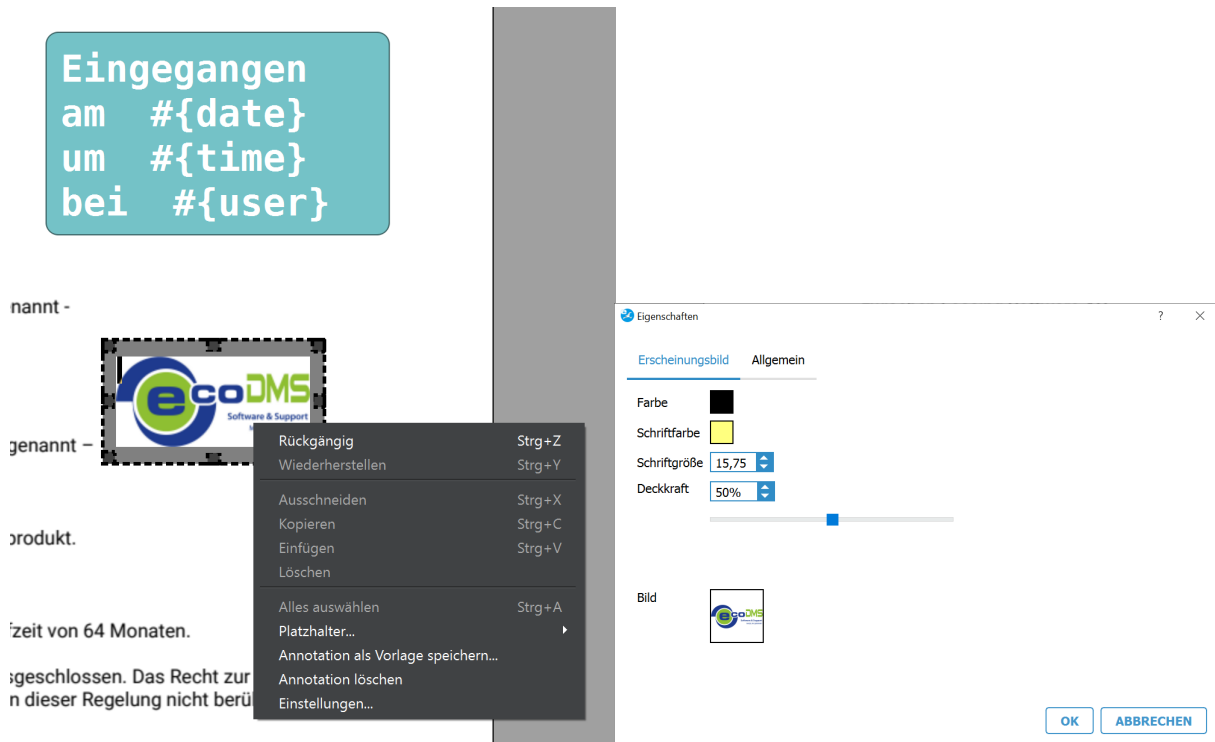 Eingegangen
am #{date}
um #{time}
bei #{user}
nannt -
ecoDMS
Software & Support
genannt –
produkt.
fzeit von 64 Monaten.
sgeschlossen. Das Recht zur
n dieser Regelung nicht berü
Rückgängig Strg+Z
Wiederherstellen Strg+Y
Ausschneiden Strg+X
Kopieren Strg+C
Einfügen Strg+V
Löschen
Alles auswählen Strg+A
Platzhalter...
Annotation als Vorlage speichern...
Annotation löschen
Einstellungen...
Eigenschaften ?
Erscheinungsbild Allgemein
Farbe
Schriftfarbe
Schriftgröße 15,75
Deckkraft 50%
Bild
ecoDMS
OK ABBRECHEN